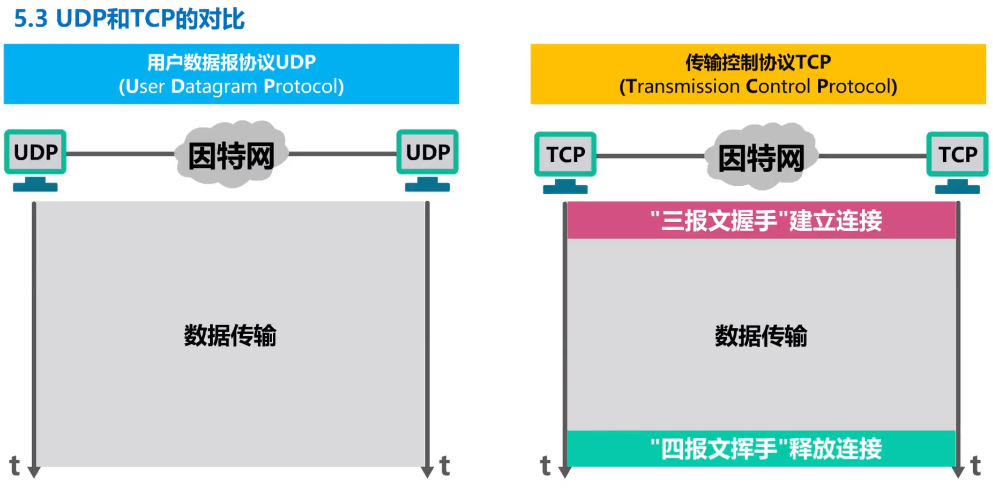 5.3 UDP和TCP的对比
用户数据报协议UDP
(User Datagram Protocol)
UDP
因特网
UDP
数据传输
t
t
传输控制协议TCP
(Transmission Control Protocol)
TCP
因特网
TCP
"三报文握手"建立连接
数据传输
"四报文挥手"释放连接
t
t